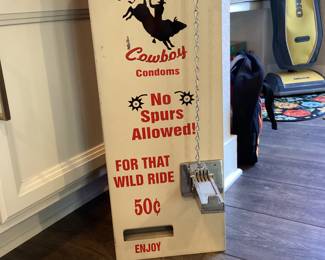 Cowboy
Condoms
No
Spurs
Allowed!
FOR THAT
WILD RIDE
50¢
ENJOY